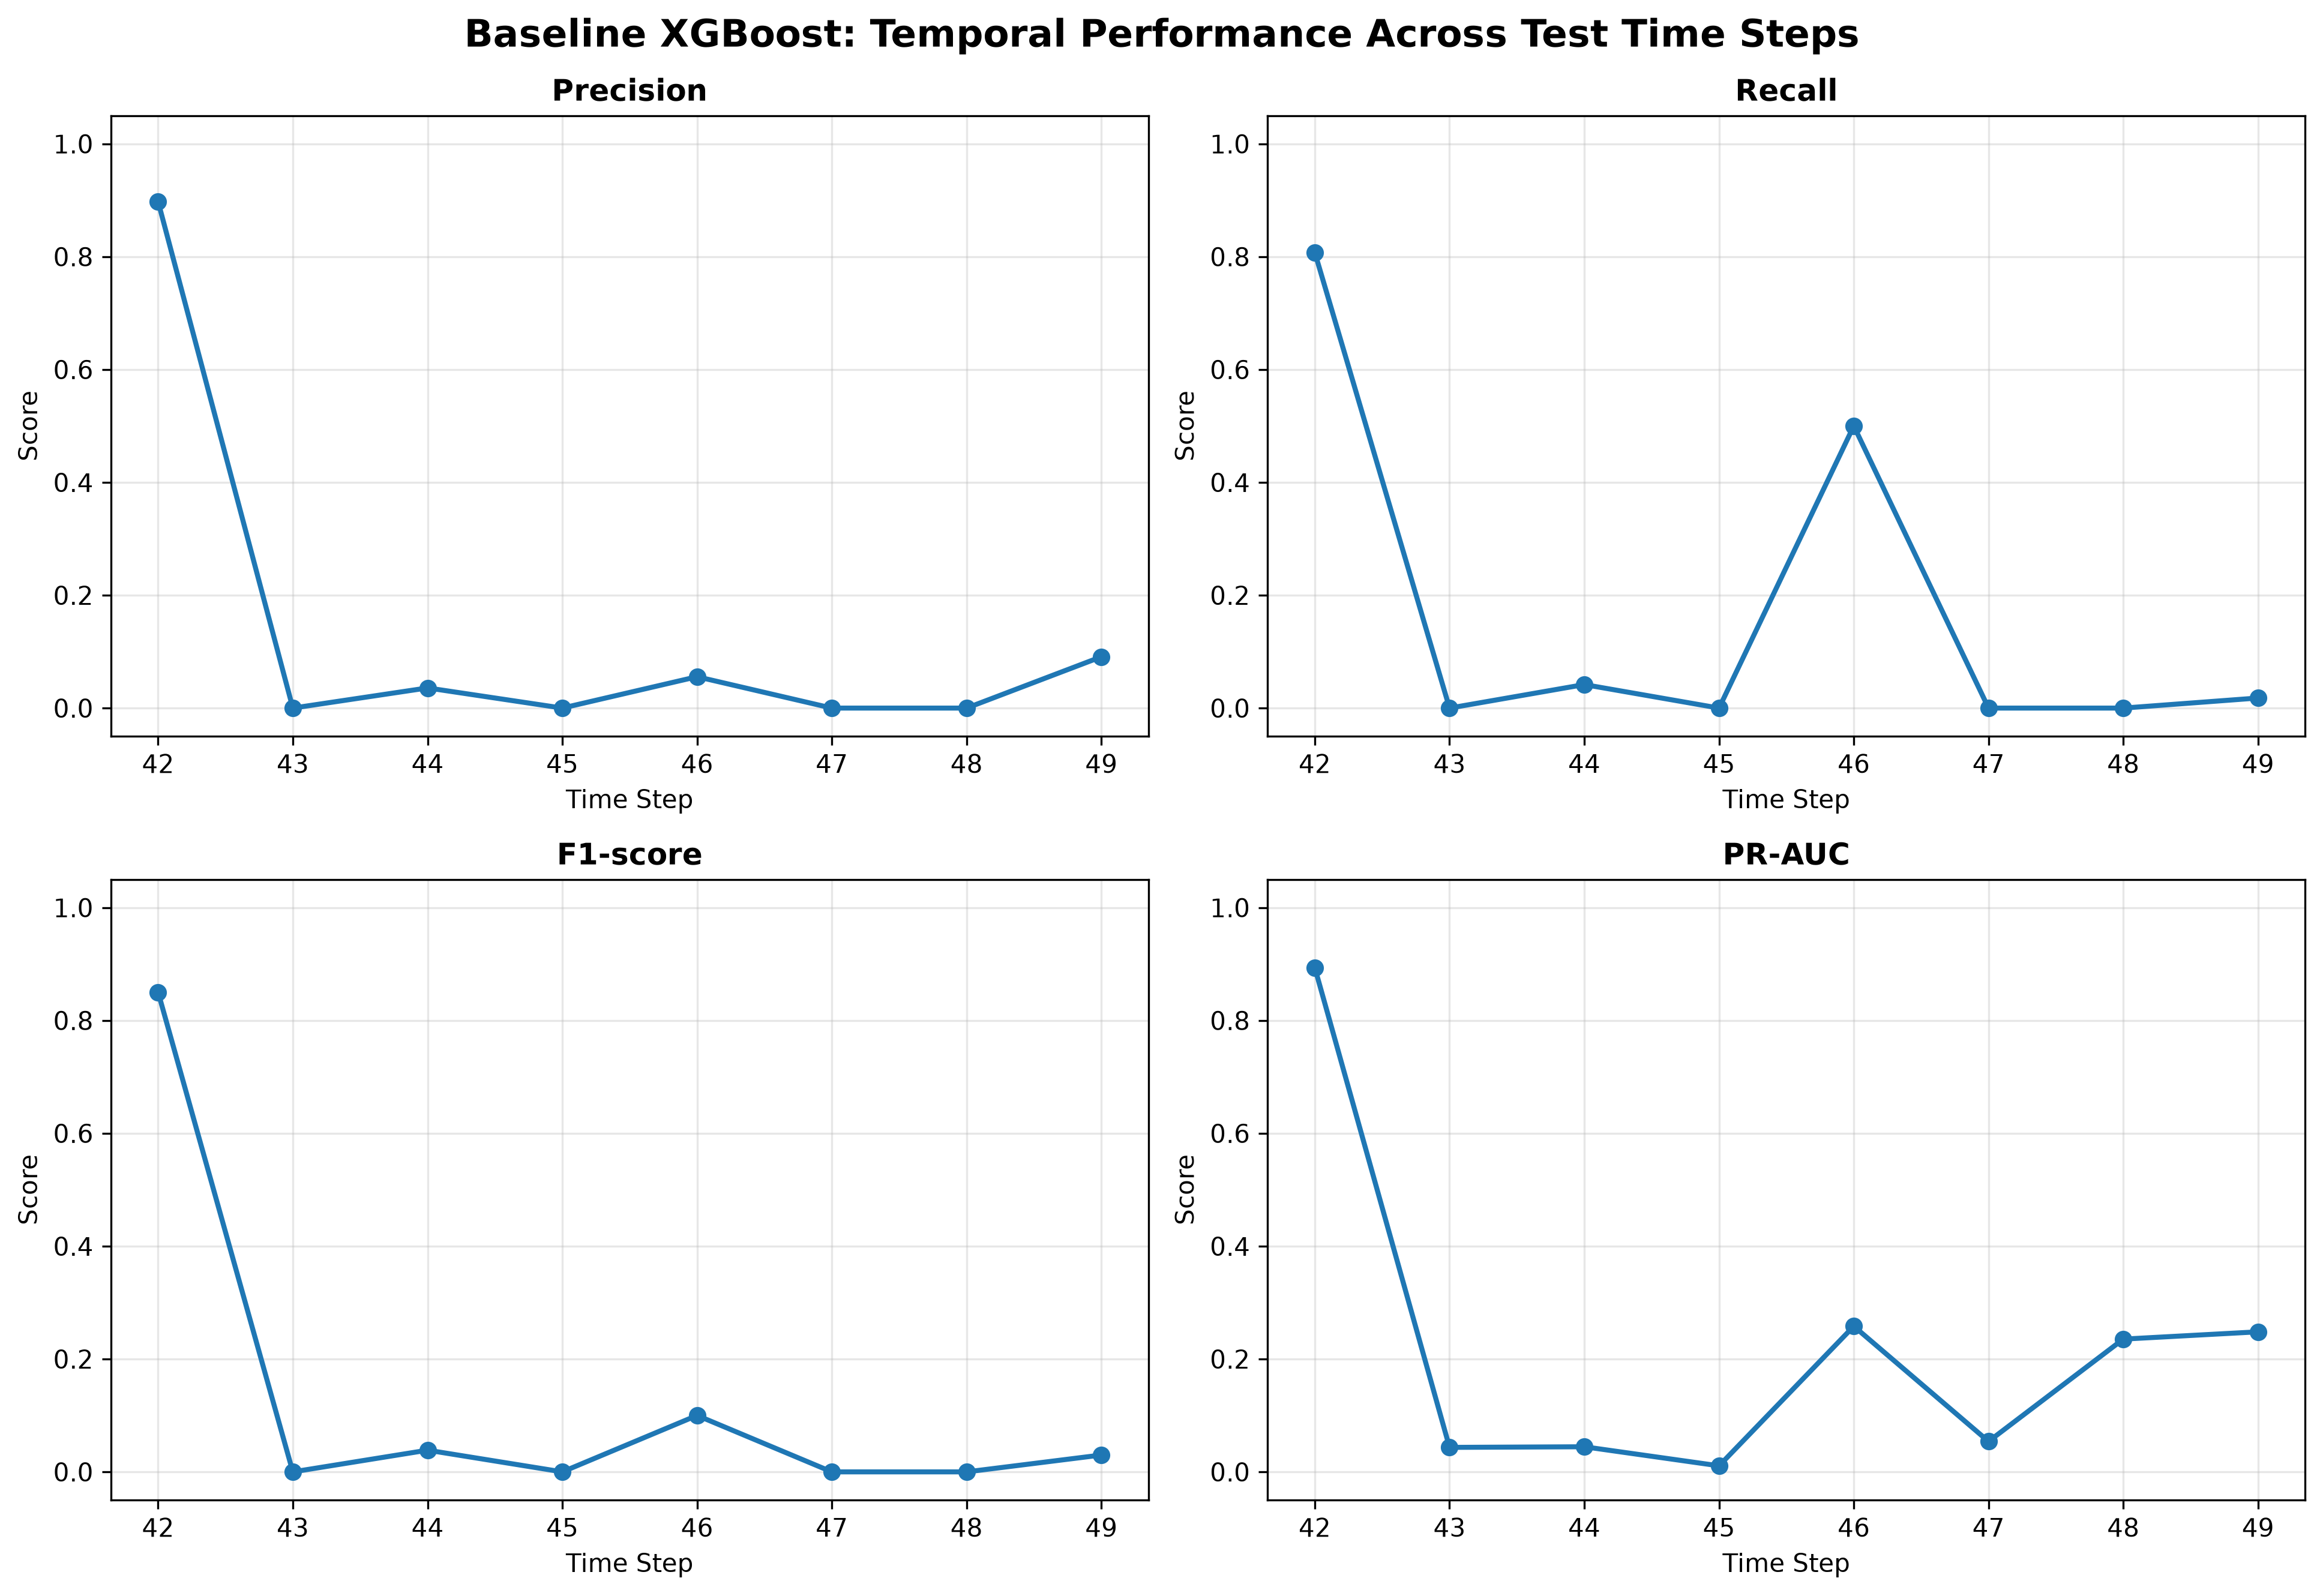 Baseline XGBoost: Temporal Performance Across Test Time Steps
Precision
1.0
0.8
0.6
0.4
0.2
0.0
Score
42 43 44 45 46 47 48 49
Time Step
Recall
1.0
0.8
0.6
0.4
0.2
0.0
Score
42 43 44 45 46 47 48 49
Time Step
F1-score
1.0
0.8
0.6
0.4
0.2
0.0
Score
42 43 44 45 46 47 48 49
Time Step
PR-AUC
1.0
0.8
0.6
0.4
0.2
0.0
Score
42 43 44 45 46 47 48 49
Time Step